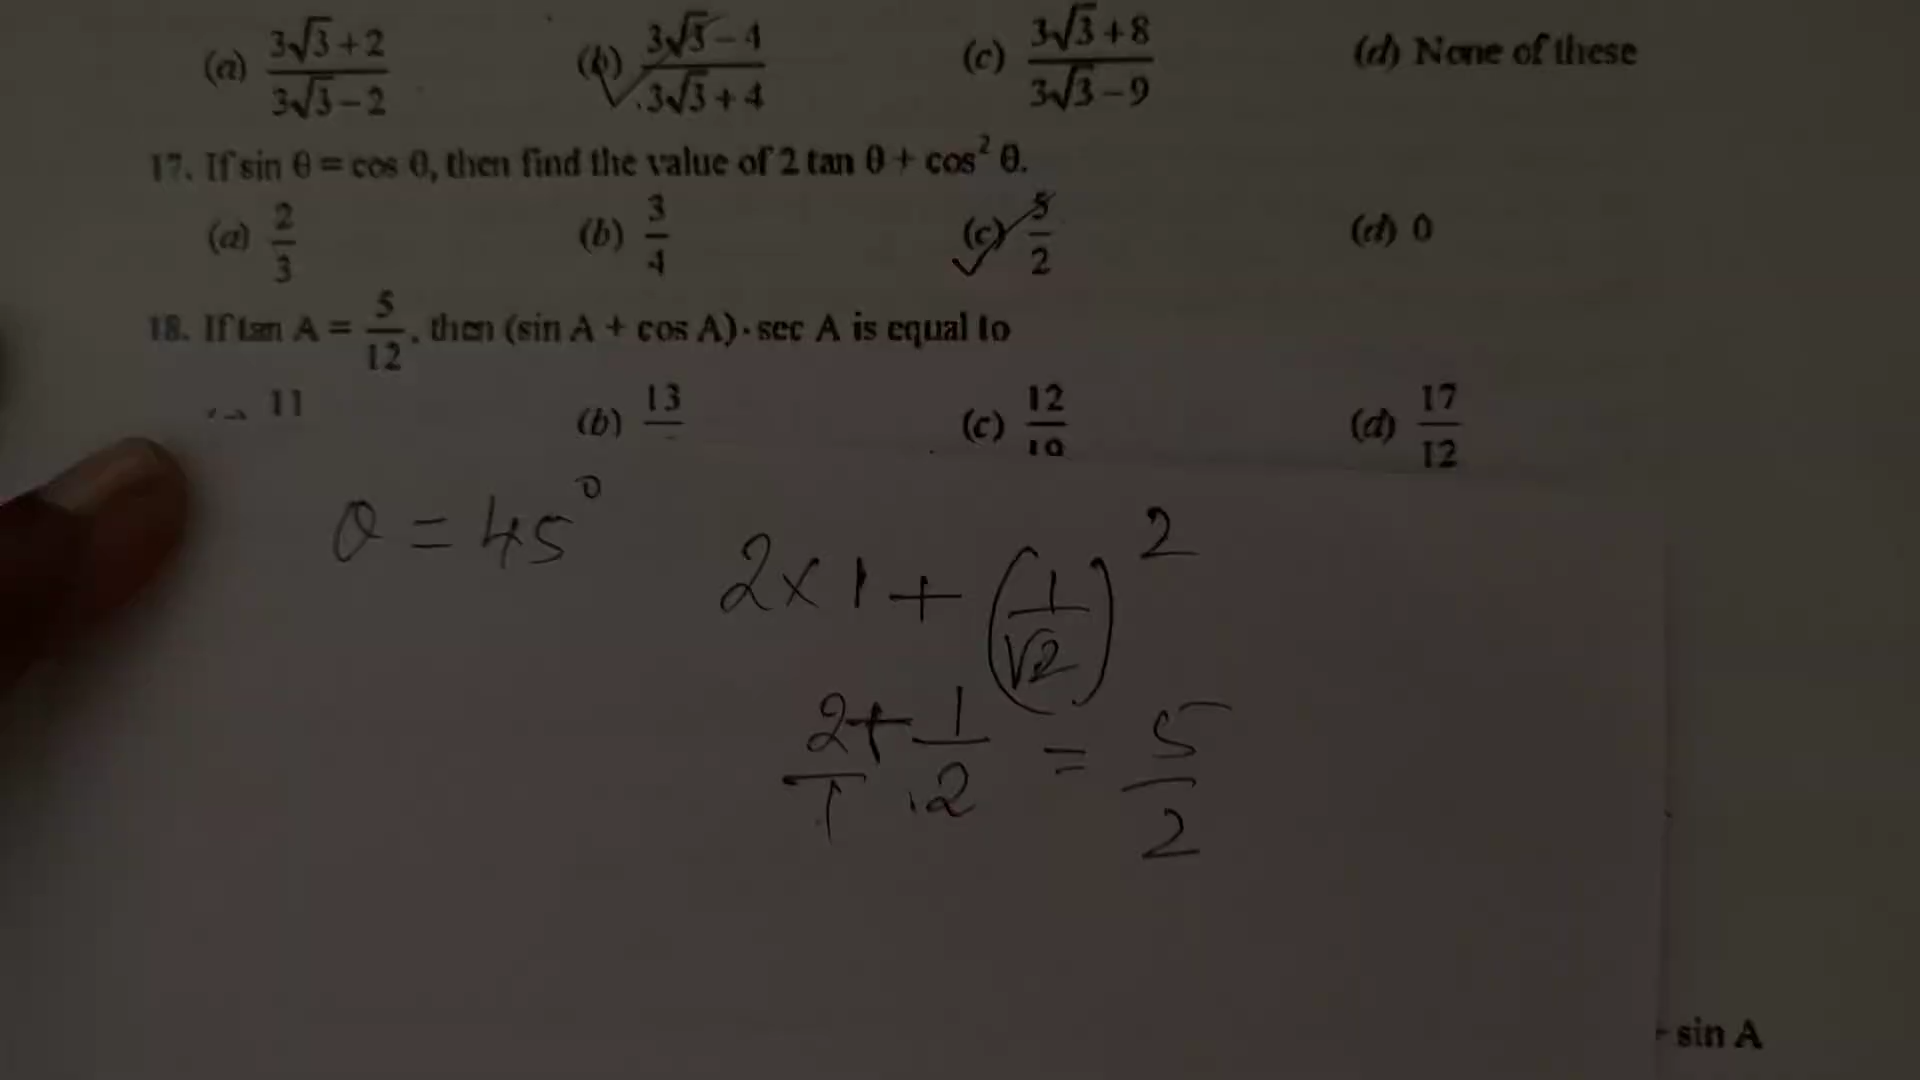 (a) 3√3+2 / 3√3−2 (b) 3√3−4 / 3√3+4 (c) 3√3+8 / 3√3−9 (d) None of these
17. If sin θ = cos θ, then find the value of 2 tan θ + cos² θ.
(a) 2/3 (b) 3/4 (c) 5/2 (d) 0
18. If tan A = 5/12, then (sin A + cos A) · sec A is equal to
11 (b) 13 (c) 12 (d) 17/12
θ = 45°
2×1+(1/√2)²
2/1+1/2 = 5/2
- sin A